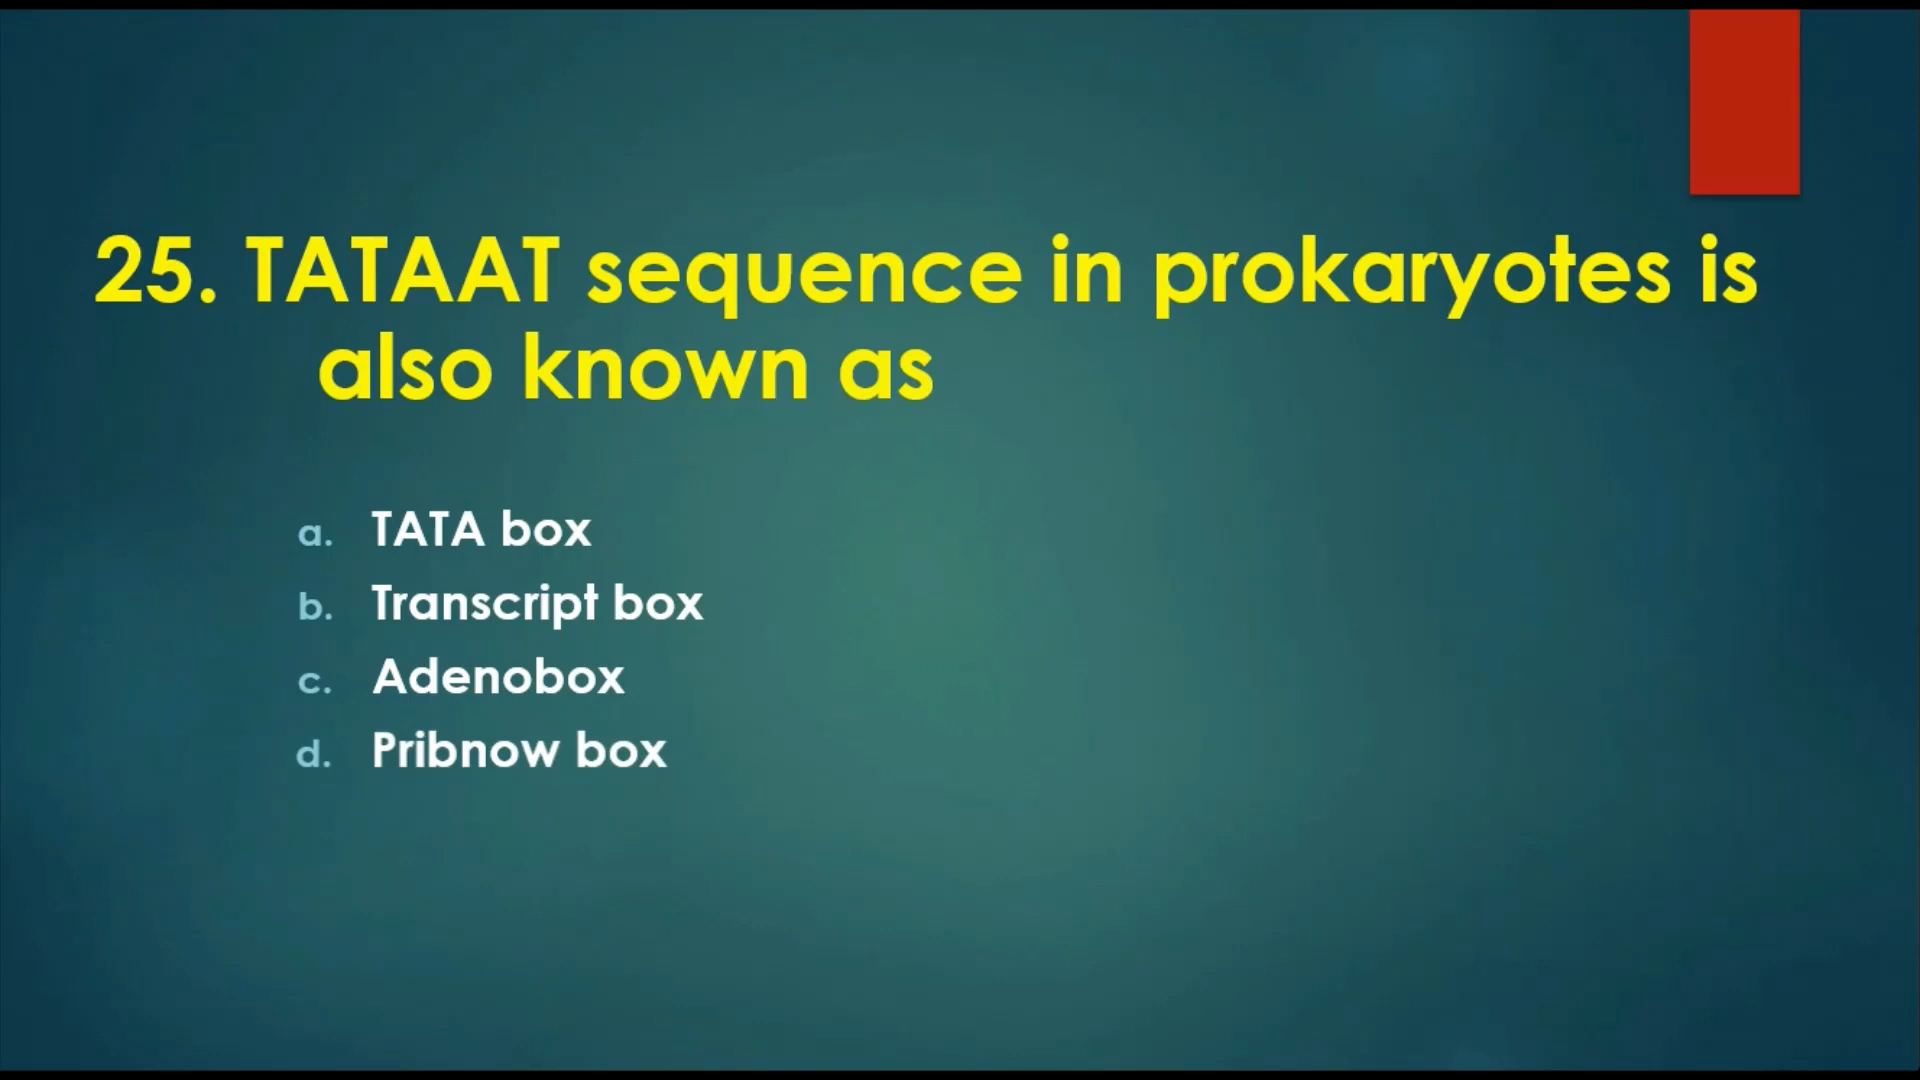 25. TATAAT sequence in prokaryotes is
also known as
a. TATA box
b. Transcript box
c. Adenobox
d. Pribnow box